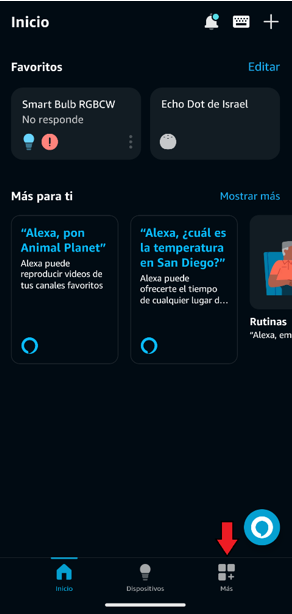 Inicio
Favoritos
Editar
Smart Bulb RGBCW
No responde
Echo Dot de Israel
Más para ti
Mostrar más
“Alexa, pon
Animal Planet”
Alexa puede
reproducir videos de
tus canales favoritos
“Alexa, ¿cuál es
la temperatura
en San Diego?”
Alexa puede
ofrecerte el tiempo
de cualquier lugar d...
Rutinas
“Alexa, em
Inicio
Dispositivos
Más